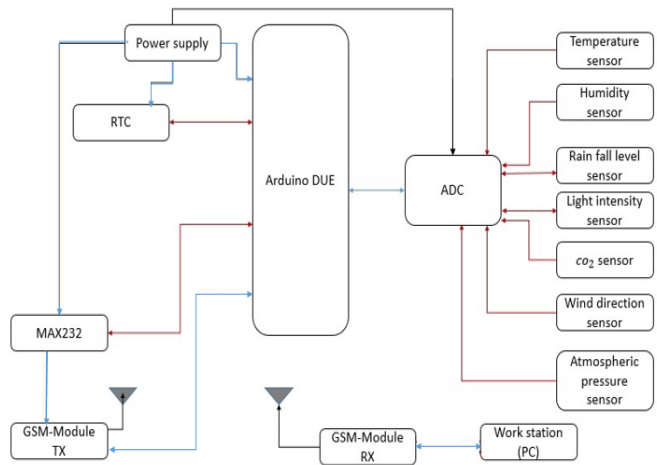 Power supply
RTC
Arduino DUE
ADC
Temperature
sensor
Humidity
sensor
Rain fall level
sensor
Light intensity
sensor
co₂ sensor
Wind direction
sensor
Atmospheric
pressure
sensor
MAX232
GSM-Module
TX
GSM-Module
RX
Work station
(PC)